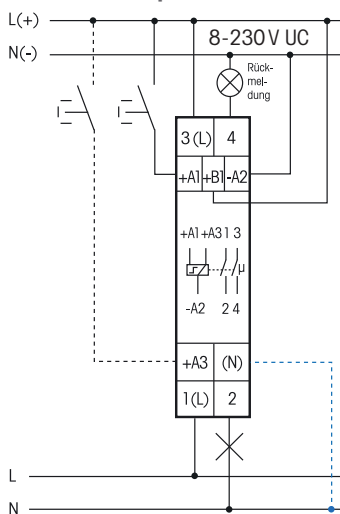 L(+)
N(-)
8-230V UC
Rück-
mel-
dung
3(L) 4
+A1 +B1 -A2
+A1 +A3 1 3
μ
-A2 2 4
+A3 (N)
1(L) 2
L
N